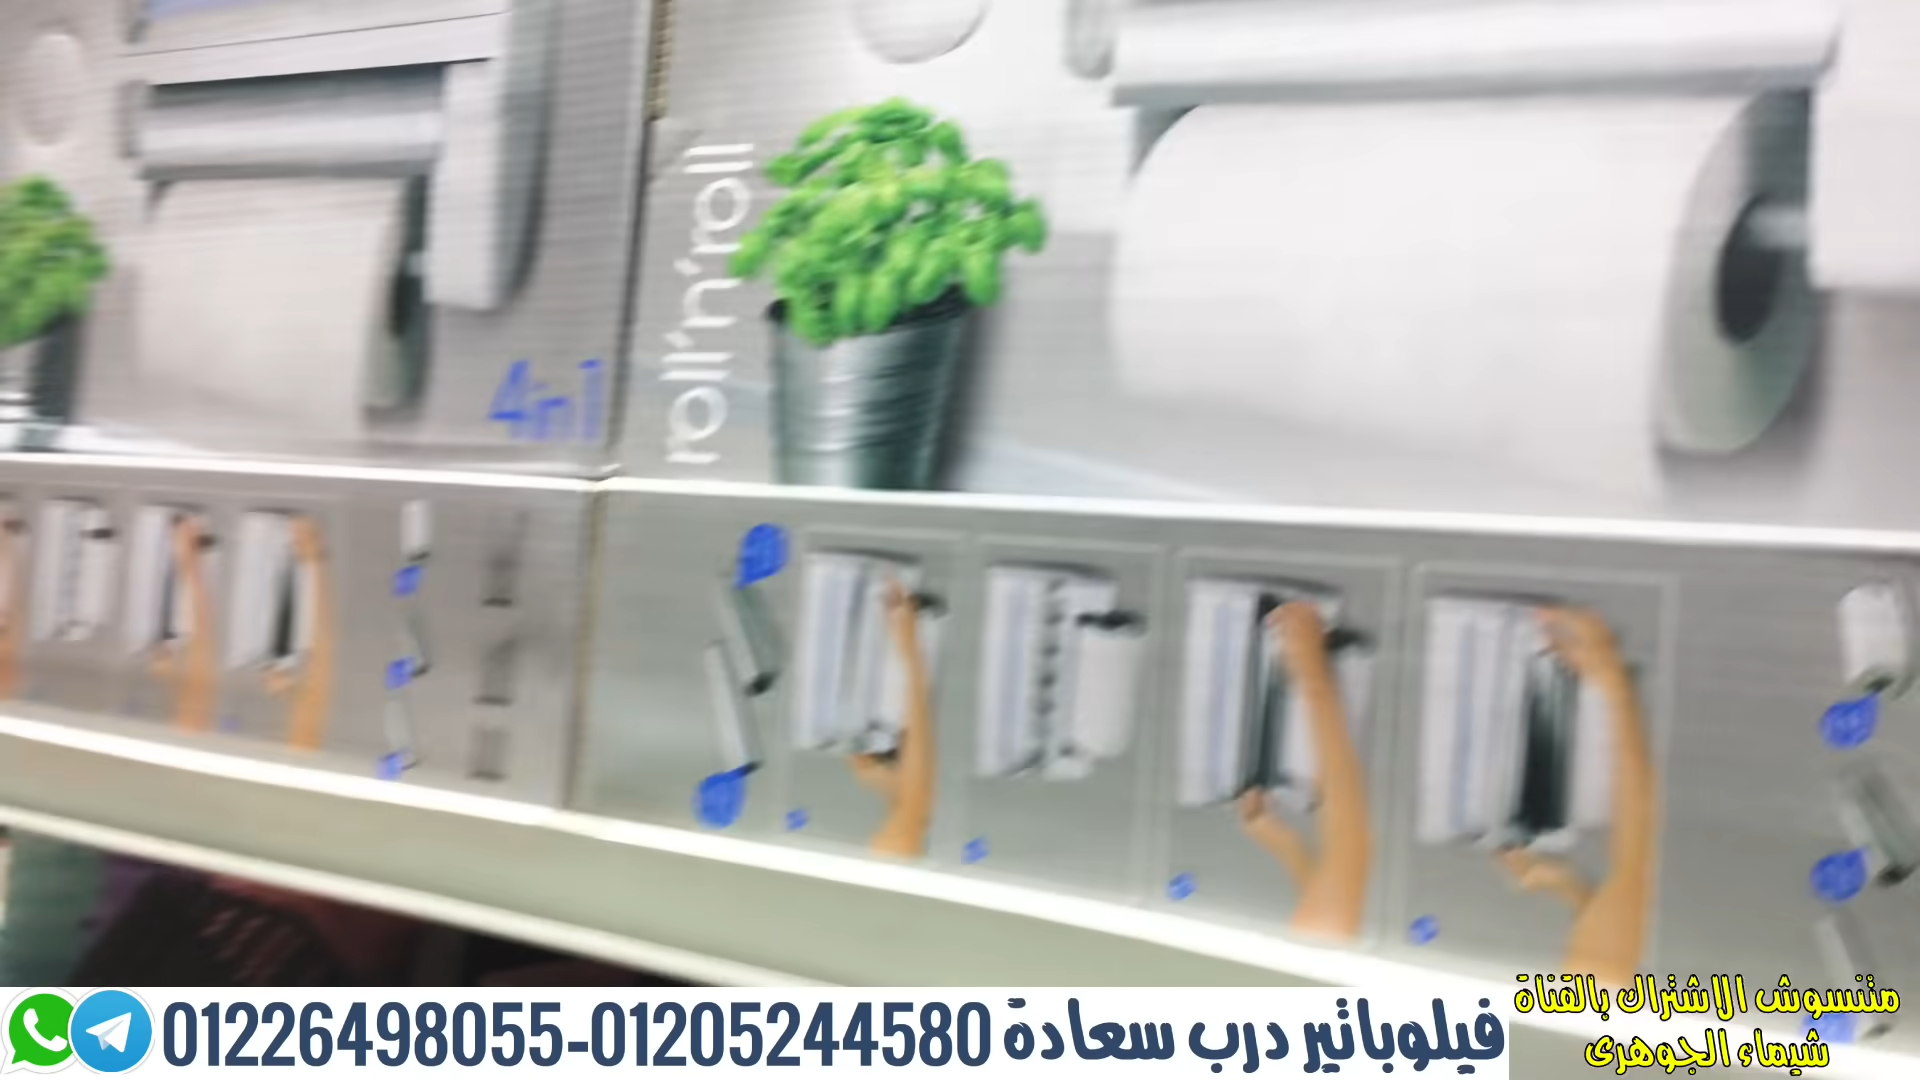 4in1
roll'n'roll
متنسوش الاشتراك بالقناة
شيماء الجوهرى
فيلوباتير درب سعادة 01205244580-01226498055